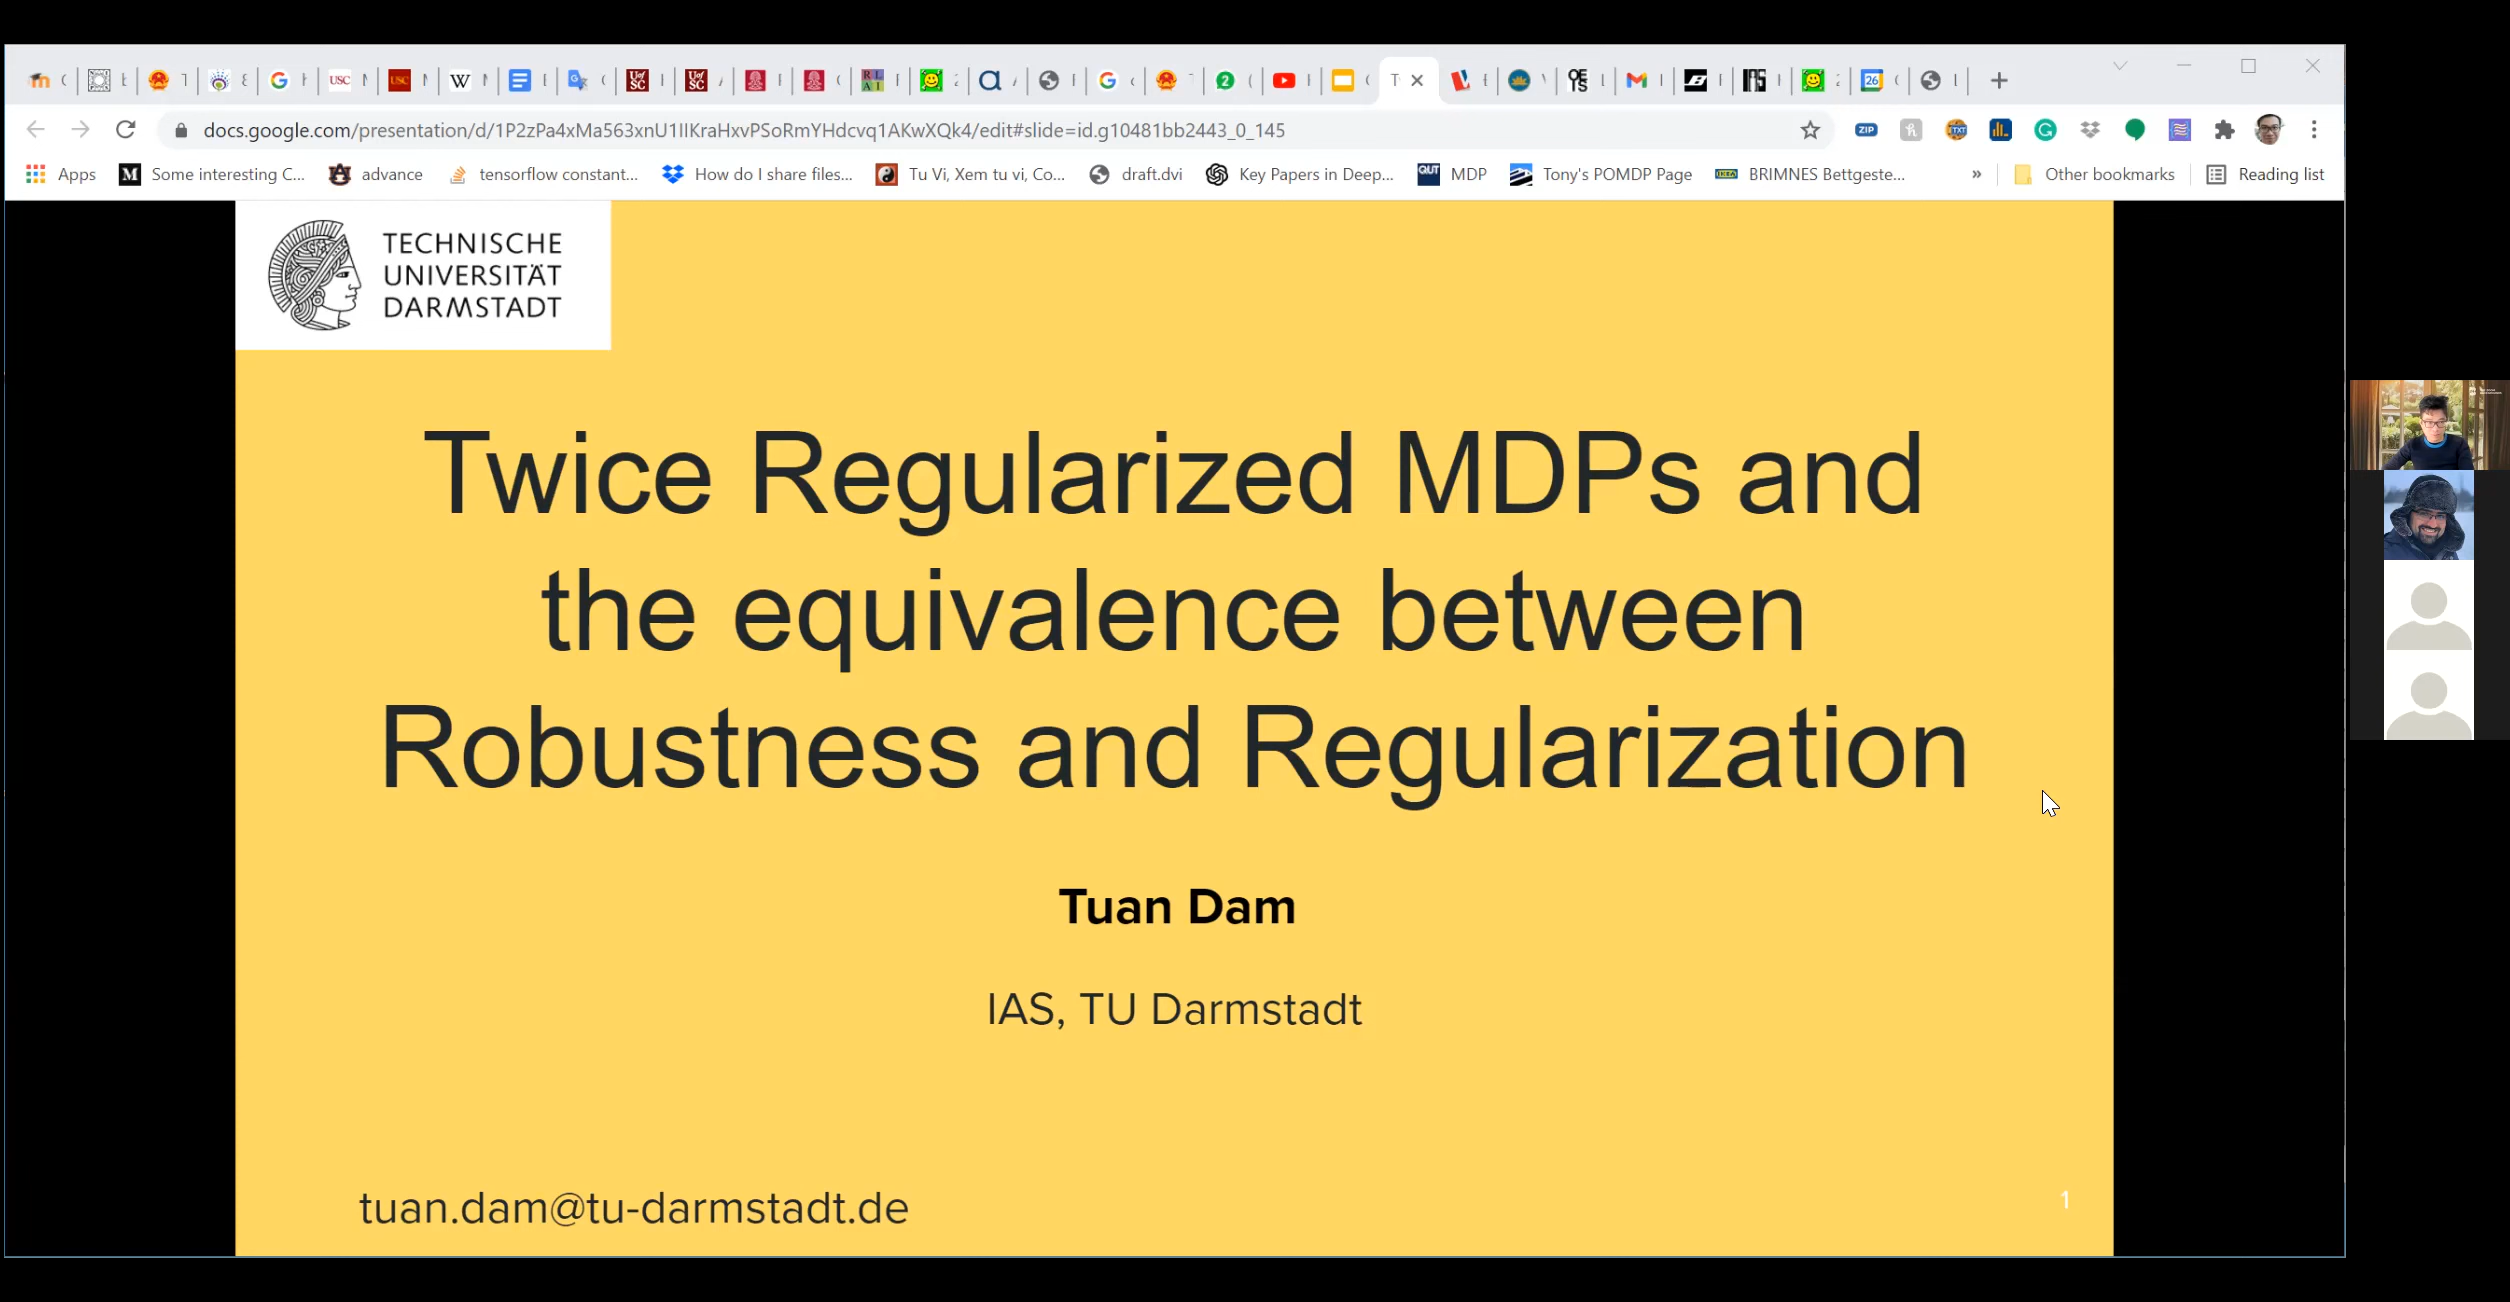 docs.google.com/presentation/d/1P2zPa4xMa563xnU1IIKraHxvPSoRmYHdcvq1AKwXQk4/edit#slide=id.g10481bb2443_0_145
Apps Some interesting C... advance tensorflow constant... How do I share files... Tu Vi, Xem tu vi, Co... draft.dvi Key Papers in Deep... QUT MDP Tony's POMDP Page BRIMNES Bettgeste... » Other bookmarks Reading list
TECHNISCHE
UNIVERSITÄT
DARMSTADT
Twice Regularized MDPs and
the equivalence between
Robustness and Regularization
Tuan Dam
IAS, TU Darmstadt
tuan.dam@tu-darmstadt.de
1